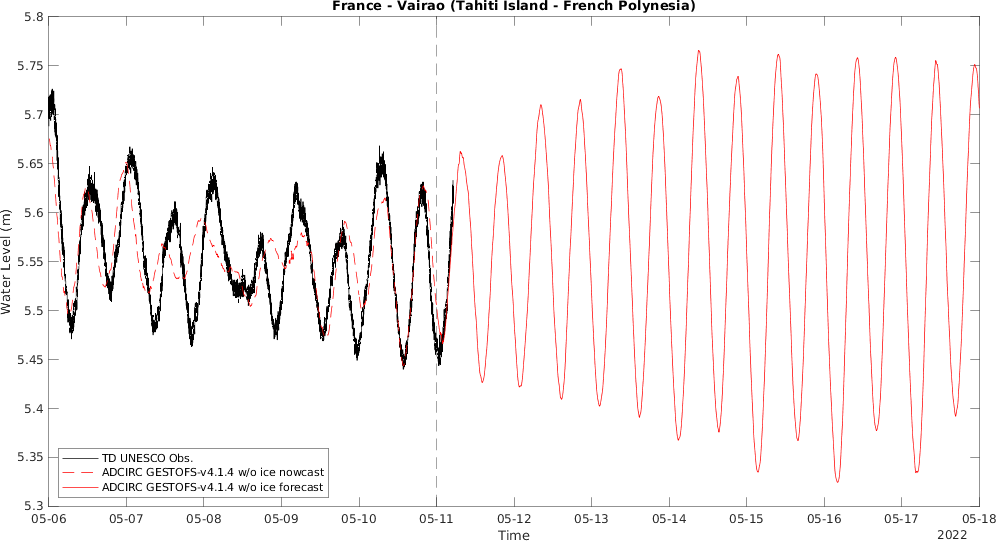 France - Vairao (Tahiti Island - French Polynesia)
5.8
5.75
5.7
5.65
5.6
5.55
5.5
5.45
5.4
5.35
5.3
Water Level (m)
TD UNESCO Obs.
ADCIRC GESTOFS-v4.1.4 w/o ice nowcast
ADCIRC GESTOFS-v4.1.4 w/o ice forecast
05-06 05-07 05-08 05-09 05-10 05-11 05-12 05-13 05-14 05-15 05-16 05-17 05-18
Time
2022